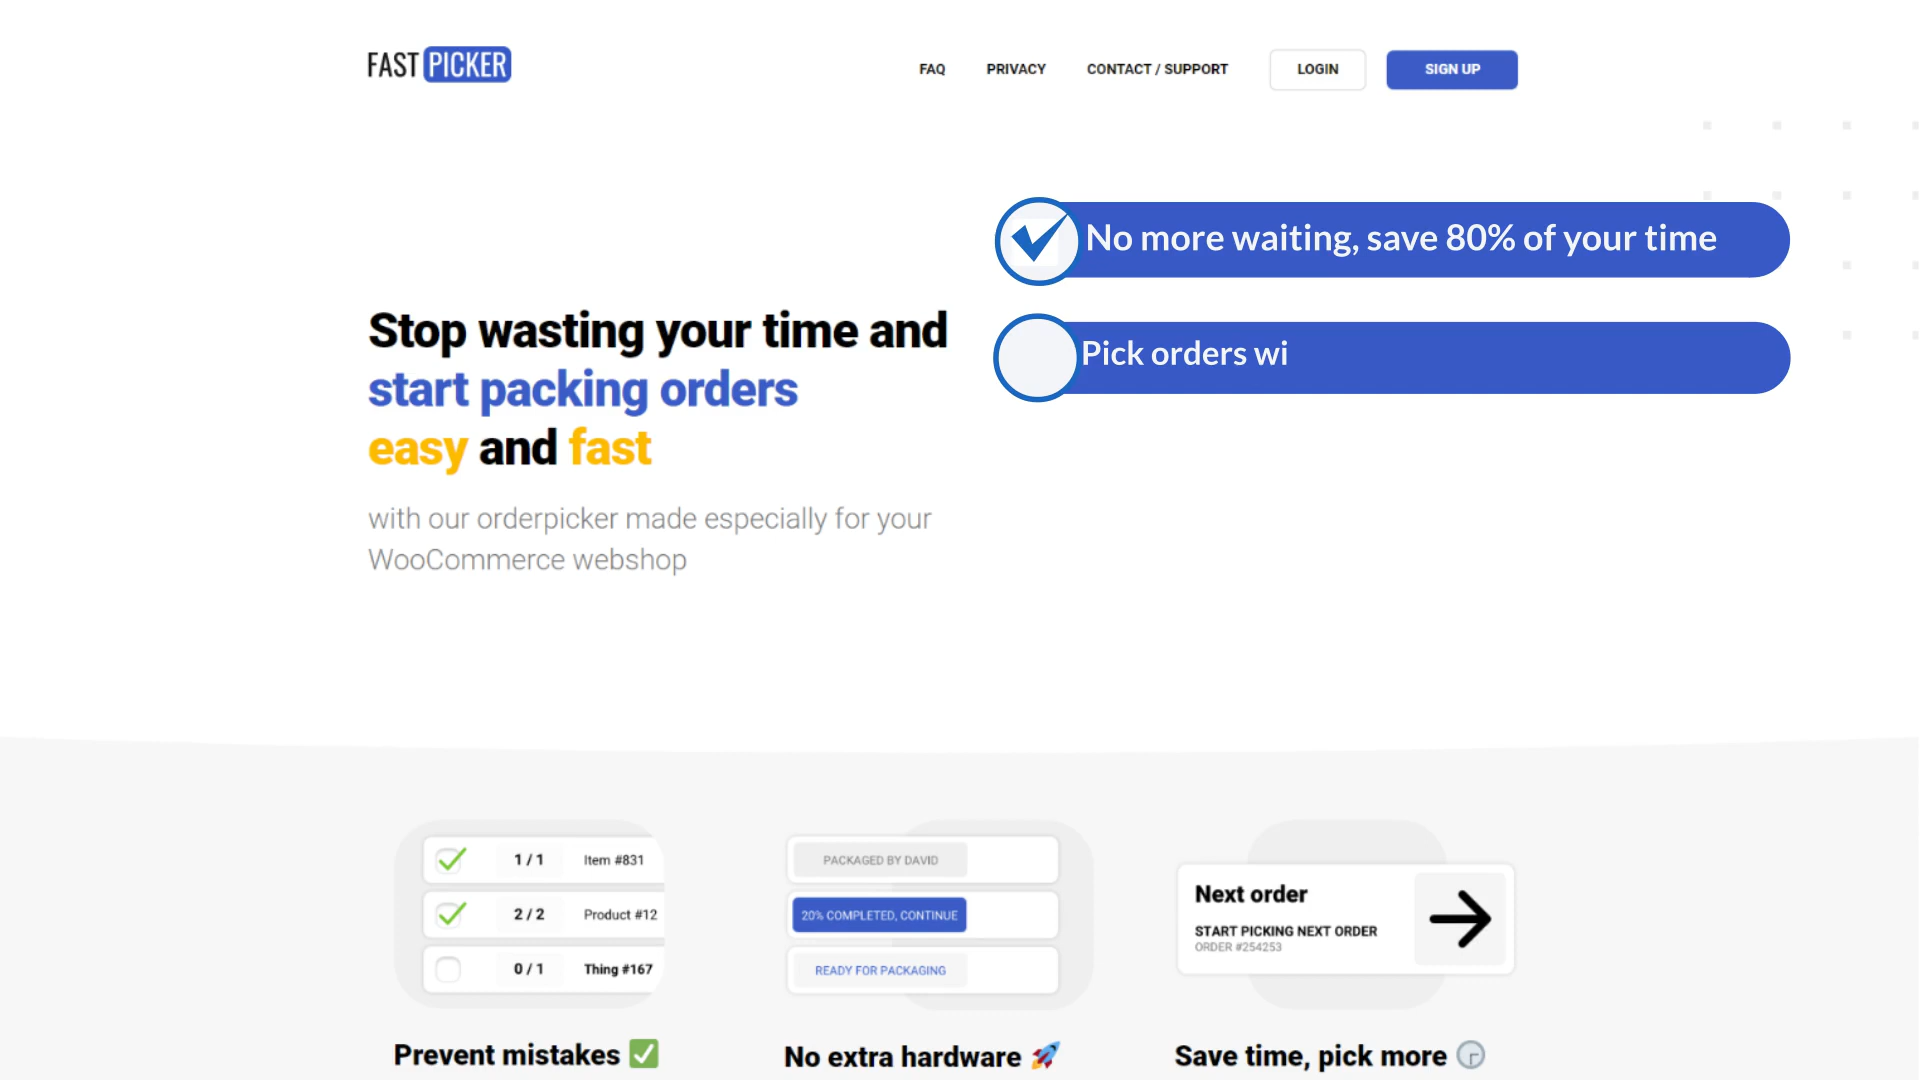 FAST PICKER
FAQ PRIVACY CONTACT / SUPPORT LOGIN SIGN UP
No more waiting, save 80% of your time
Pick orders wi
Stop wasting your time and
start packing orders
easy and fast
with our orderpicker made especially for your
WooCommerce webshop
1 / 1 Item #831
2 / 2 Product #12
0 / 1 Thing #167
Prevent mistakes
PACKAGED BY DAVID
20% COMPLETED, CONTINUE
READY FOR PACKAGING
No extra hardware
Next order
START PICKING NEXT ORDER
ORDER #254253
Save time, pick more